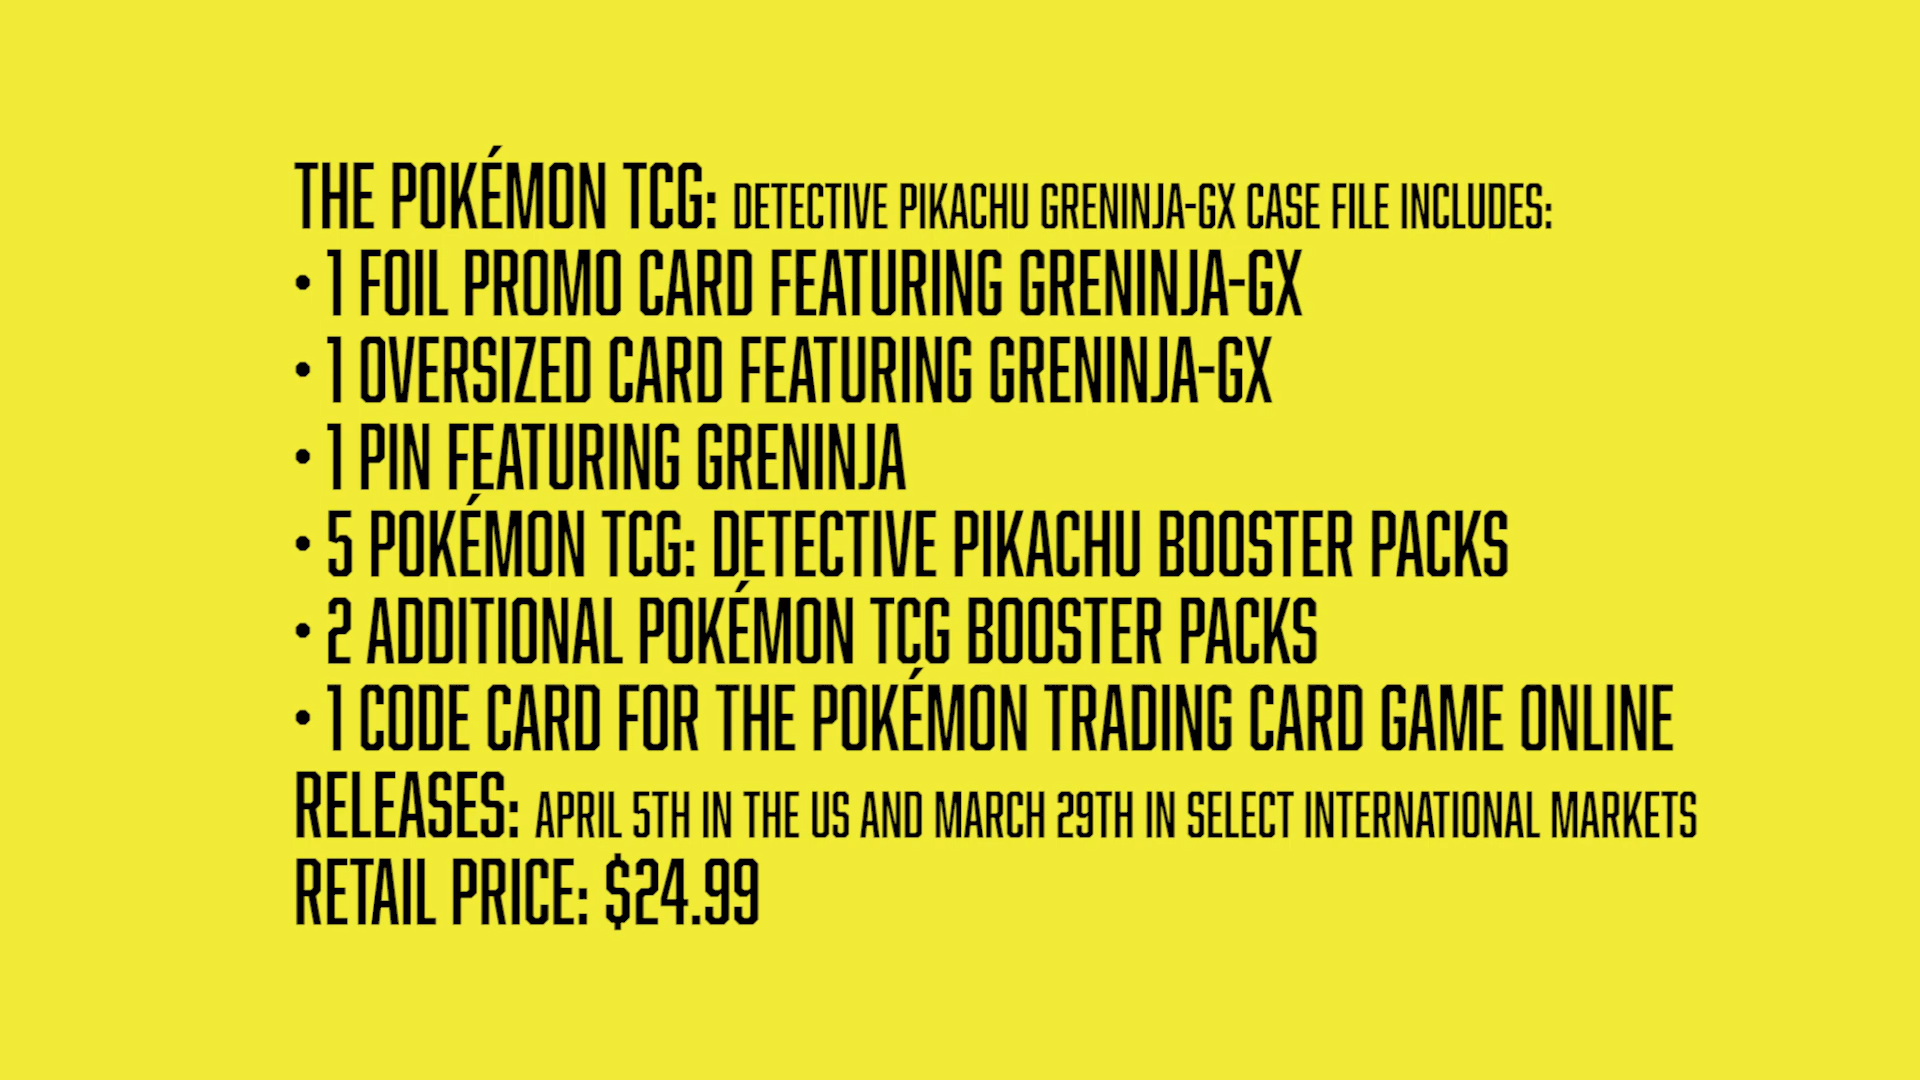 THE POKÉMON TCG: DETECTIVE PIKACHU GRENINJA-GX CASE FILE INCLUDES:
• 1 FOIL PROMO CARD FEATURING GRENINJA-GX
• 1 OVERSIZED CARD FEATURING GRENINJA-GX
• 1 PIN FEATURING GRENINJA
• 5 POKÉMON TCG: DETECTIVE PIKACHU BOOSTER PACKS
• 2 ADDITIONAL POKÉMON TCG BOOSTER PACKS
• 1 CODE CARD FOR THE POKÉMON TRADING CARD GAME ONLINE
RELEASES: APRIL 5TH IN THE US AND MARCH 29TH IN SELECT INTERNATIONAL MARKETS
RETAIL PRICE: $24.99